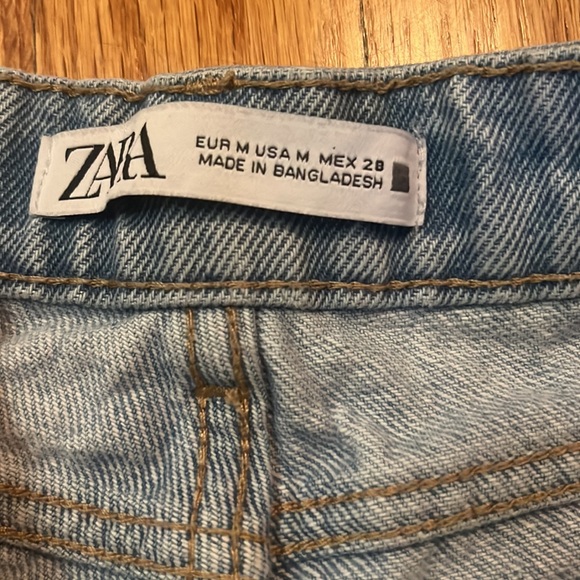 ZARA
EUR M USA M MEX 28
MADE IN BANGLADESH